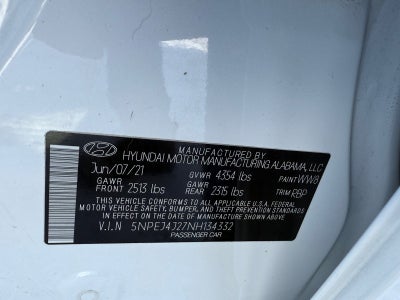 MANUFACTURED BY
HYUNDAI MOTOR MANUFACTURING ALABAMA, LLC
Jun/07/21 GVWR 4354 lbs PAINT WW8
GAWR FRONT 2513 lbs GAWR REAR 2315 lbs TRIM RBP
THIS VEHICLE CONFORMS TO ALL APPLICABLE U.S. FEDERAL
MOTOR VEHICLE SAFETY, BUMPER, AND THEFT PREVENTION STANDARDS
IN EFFECT ON THE DATE OF MANUFACTURE SHOWN ABOVE.
V.I.N 5NPEJ4J27NH134332
PASSENGER CAR